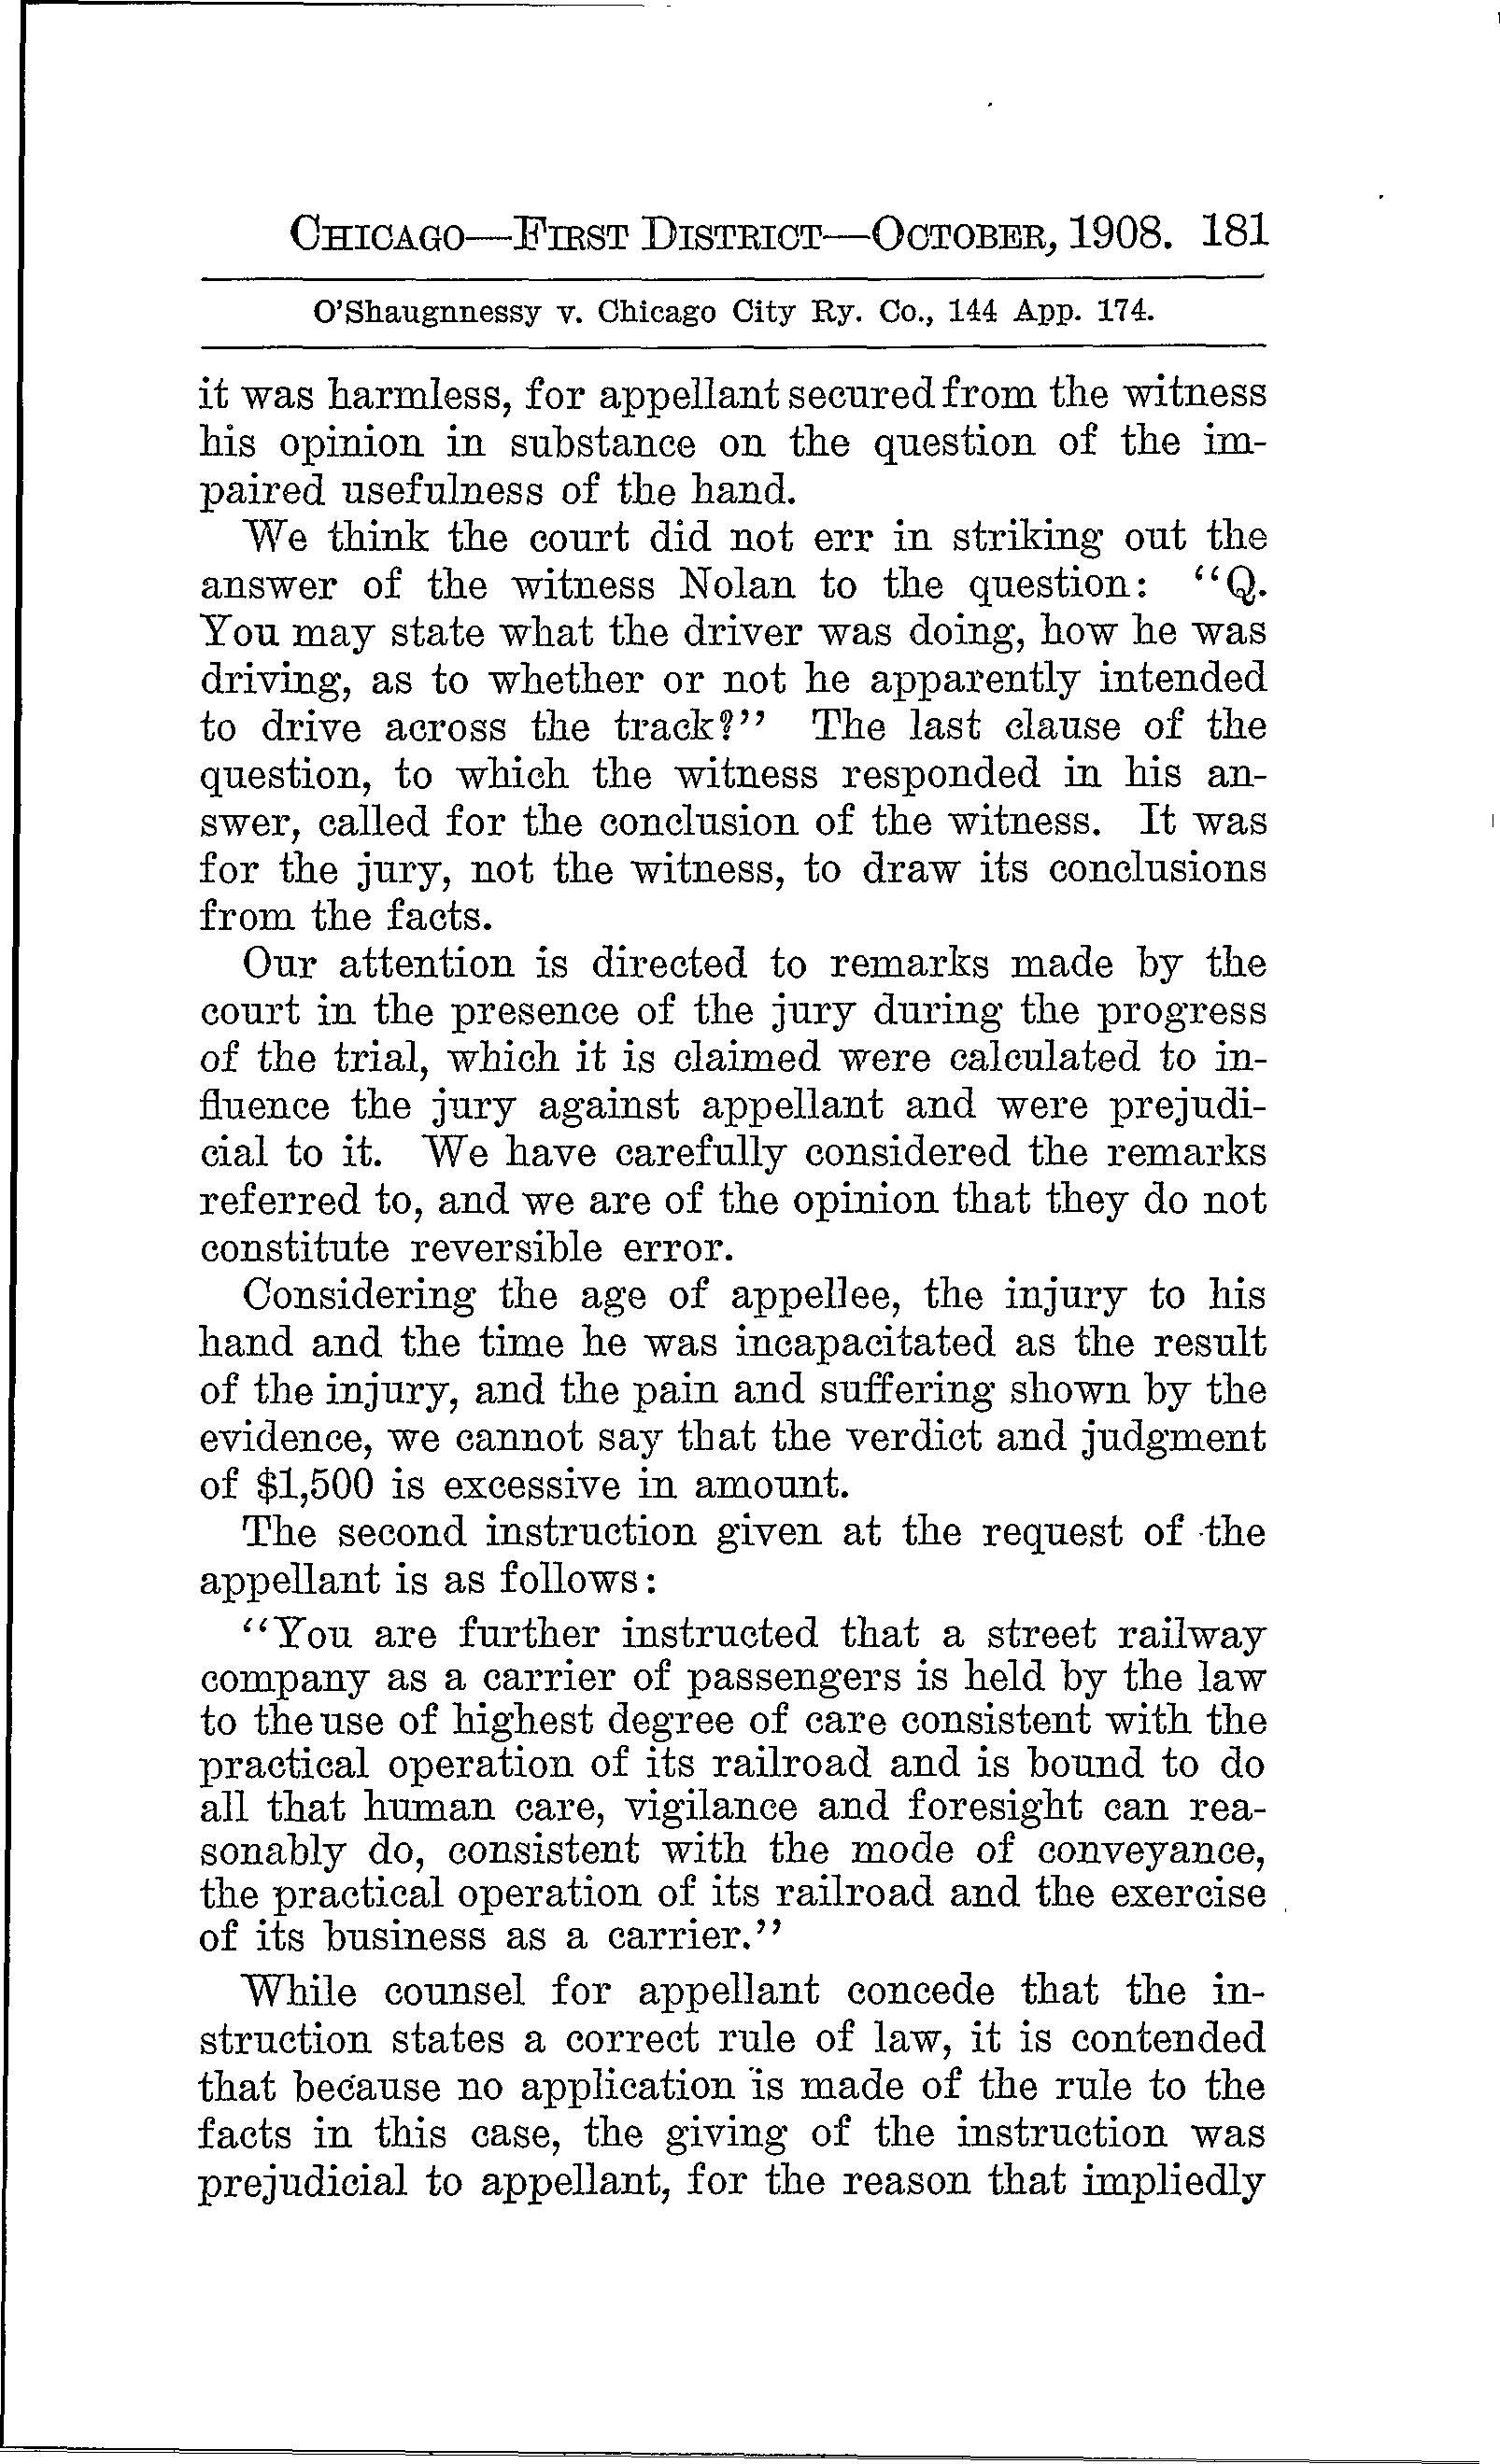 CHICAGO—FIRST DISTRICT—OCTOBER, 1908. 181
O'Shaugnnessy v. Chicago City Ry. Co., 144 App. 174.
it was harmless, for appellant secured from the witness
his opinion in substance on the question of the im-
paired usefulness of the hand.
We think the court did not err in striking out the
answer of the witness Nolan to the question: "Q.
You may state what the driver was doing, how he was
driving, as to whether or not he apparently intended
to drive across the track?" The last clause of the
question, to which the witness responded in his an-
swer, called for the conclusion of the witness. It was
for the jury, not the witness, to draw its conclusions
from the facts.
Our attention is directed to remarks made by the
court in the presence of the jury during the progress
of the trial, which it is claimed were calculated to in-
fluence the jury against appellant and were prejudi-
cial to it. We have carefully considered the remarks
referred to, and we are of the opinion that they do not
constitute reversible error.
Considering the age of appellee, the injury to his
hand and the time he was incapacitated as the result
of the injury, and the pain and suffering shown by the
evidence, we cannot say that the verdict and judgment
of $1,500 is excessive in amount.
The second instruction given at the request of the
appellant is as follows:
"You are further instructed that a street railway
company as a carrier of passengers is held by the law
to the use of highest degree of care consistent with the
practical operation of its railroad and is bound to do
all that human care, vigilance and foresight can rea-
sonably do, consistent with the mode of conveyance,
the practical operation of its railroad and the exercise
of its business as a carrier."
While counsel for appellant concede that the in-
struction states a correct rule of law, it is contended
that because no application is made of the rule to the
facts in this case, the giving of the instruction was
prejudicial to appellant, for the reason that impliedly